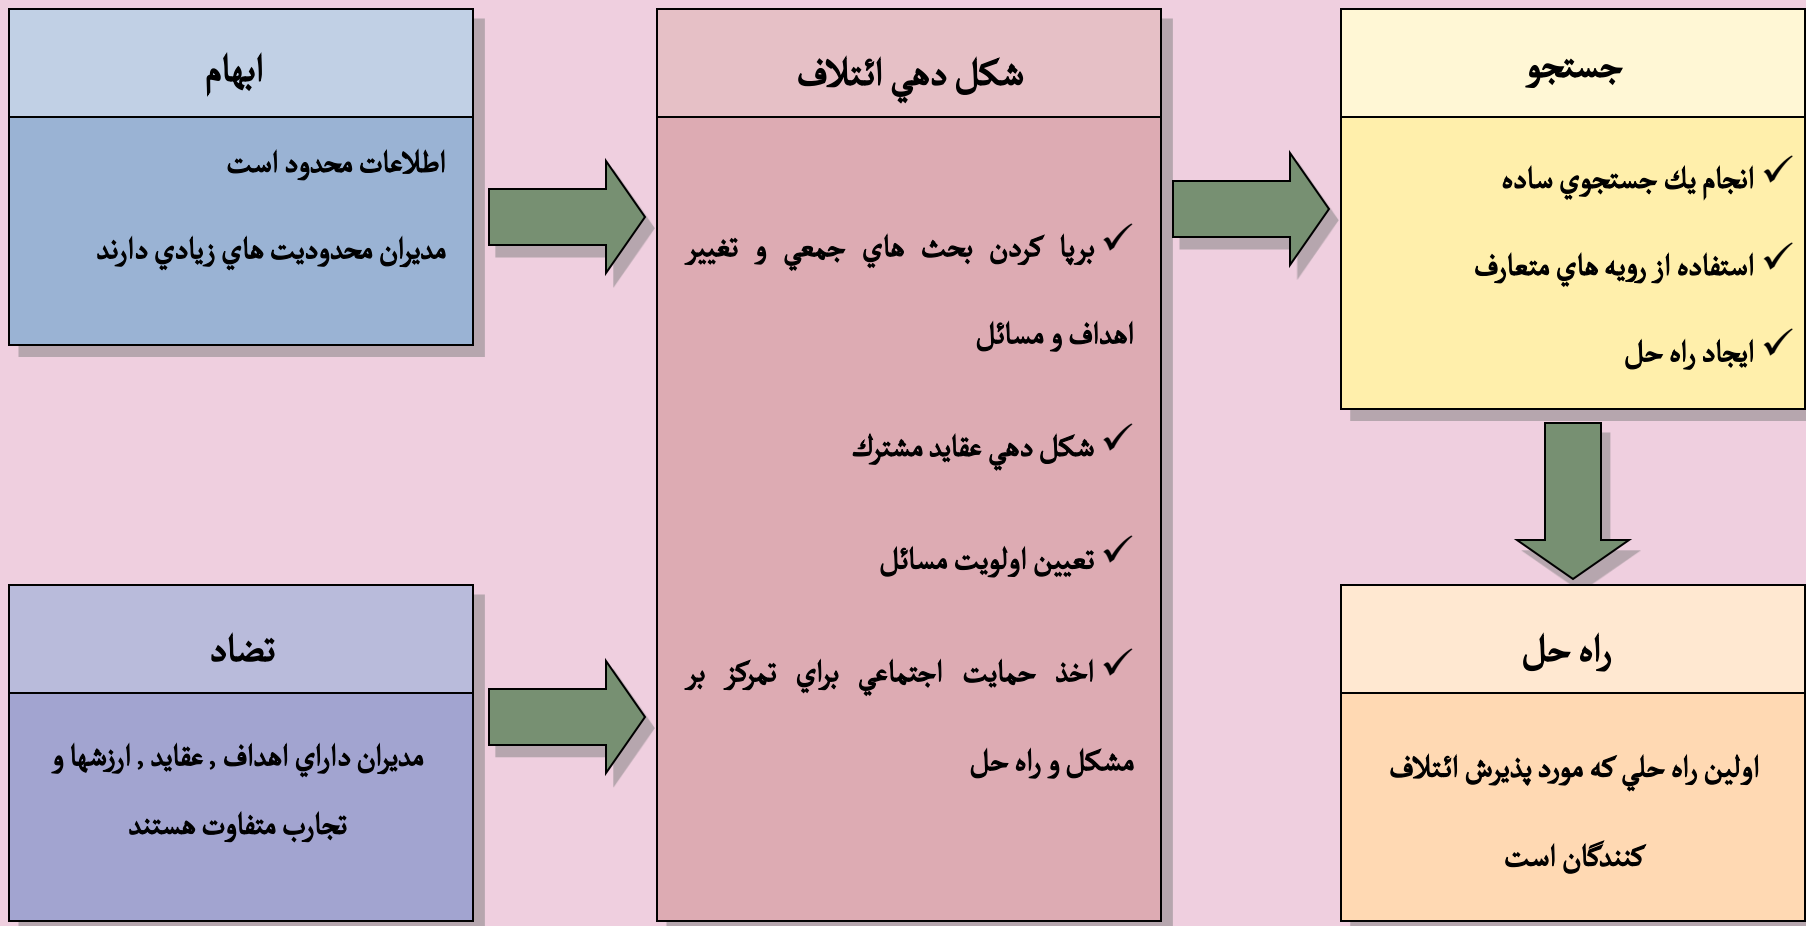 ابهام
اطلاعات محدود است
مديران محدوديت هاي زيادي دارند
تضاد
مديران داراي اهداف , عقايد , ارزشها و
تجارب متفاوت هستند
شكل دهي ائتلاف
✓ برپا كردن بحث هاي جمعي و تغيير
اهداف و مسائل
✓ شكل دهي عقايد مشترك
✓ تعيين اولويت مسائل
✓ اخذ حمايت اجتماعي براي تمركز بر
مشكل و راه حل
جستجو
✓ انجام يك جستجوي ساده
✓ استفاده از رويه هاي متعارف
✓ ايجاد راه حل
راه حل
اولين راه حلي كه مورد پذيرش ائتلاف
كنندگان است